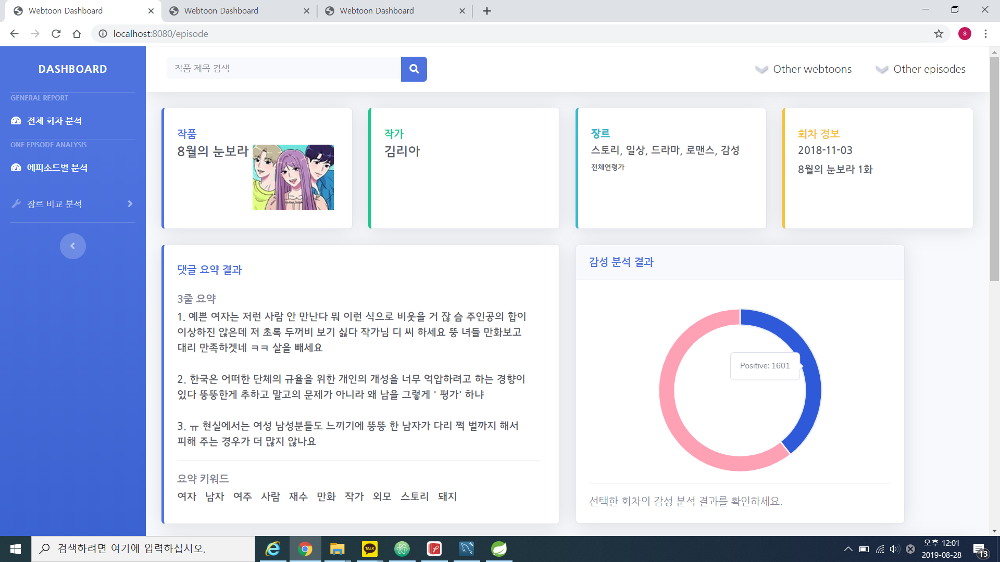 Webtoon Dashboard
Webtoon Dashboard
Webtoon Dashboard
localhost:8080/episode
S
DASHBOARD
GENERAL REPORT
전체 회차 분석
ONE EPISODE ANALYSIS
에피소드별 분석
장르 비교 분석
작품 제목 검색
Other webtoons
Other episodes
작품
8월의 눈보라
작가
김리아
장르
스토리, 일상, 드라마, 로맨스, 감성
전체연령가
회차 정보
2018-11-03
8월의 눈보라 1화
댓글 요약 결과
3줄 요약
1. 예쁜 여자는 저런 사람 안 만난다 뭐 이런 식으로 비웃을 거 잖 슴 주인공의 합이
이상하진 않은데 저 초록 두꺼비 보기 싫다 작가님 디 씨 하세요 뚱 녀들 만화보고
대리 만족하겟네 ㅋㅋ 살을 빼세요
2. 한국은 어떠한 단체의 규율을 위한 개인의 개성을 너무 억압하려고 하는 경향이
있다 뚱뚱한게 추하고 말고의 문제가 아니라 왜 남을 그렇게 ' 평가' 하냐
3. ㅠ 현실에서는 여성 남성분들도 느끼기에 뚱뚱 한 남자가 다리 쩍 벌까지 해서
피해 주는 경우가 더 많지 않나요
요약 키워드
여자 남자 여주 사람 재수 만화 작가 외모 스토리 돼지
감성 분석 결과
Positive: 1601
선택한 회차의 감성 분석 결과를 확인하세요.
검색하려면 여기에 입력하십시오.
TALK
오후 12:01
2019-08-28
13